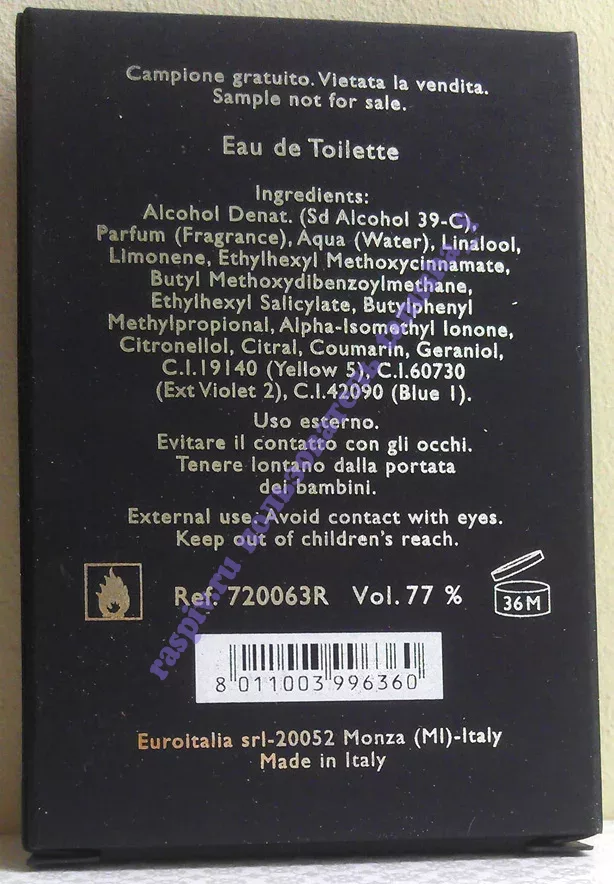 Campione gratuito. Vietata la vendita.
Sample not for sale.
Eau de Toilette
Ingredients:
Alcohol Denat. (Sd Alcohol 39-C),
Parfum (Fragrance), Aqua (Water), Linalool,
Limonene, Ethylhexyl Methoxycinnamate,
Butyl Methoxydibenzoylmethane,
Ethylhexyl Salicylate, Butylphenyl
Methylpropional, Alpha-Isomethyl Ionone,
Citronellol, Citral, Coumarin, Geraniol,
C.I.19140 (Yellow 5), C.I.60730
(Ext Violet 2), C.I.42090 (Blue 1).
Uso esterno.
Evitare il contatto con gli occhi.
Tenere lontano dalla portata
dei bambini.
External use. Avoid contact with eyes.
Keep out of children's reach.
Ref. 720063R Vol. 77 %
36M
8 011003 996360
Euroitalia srl-20052 Monza (MI)-Italy
Made in Italy
raspiv.ru пользователь